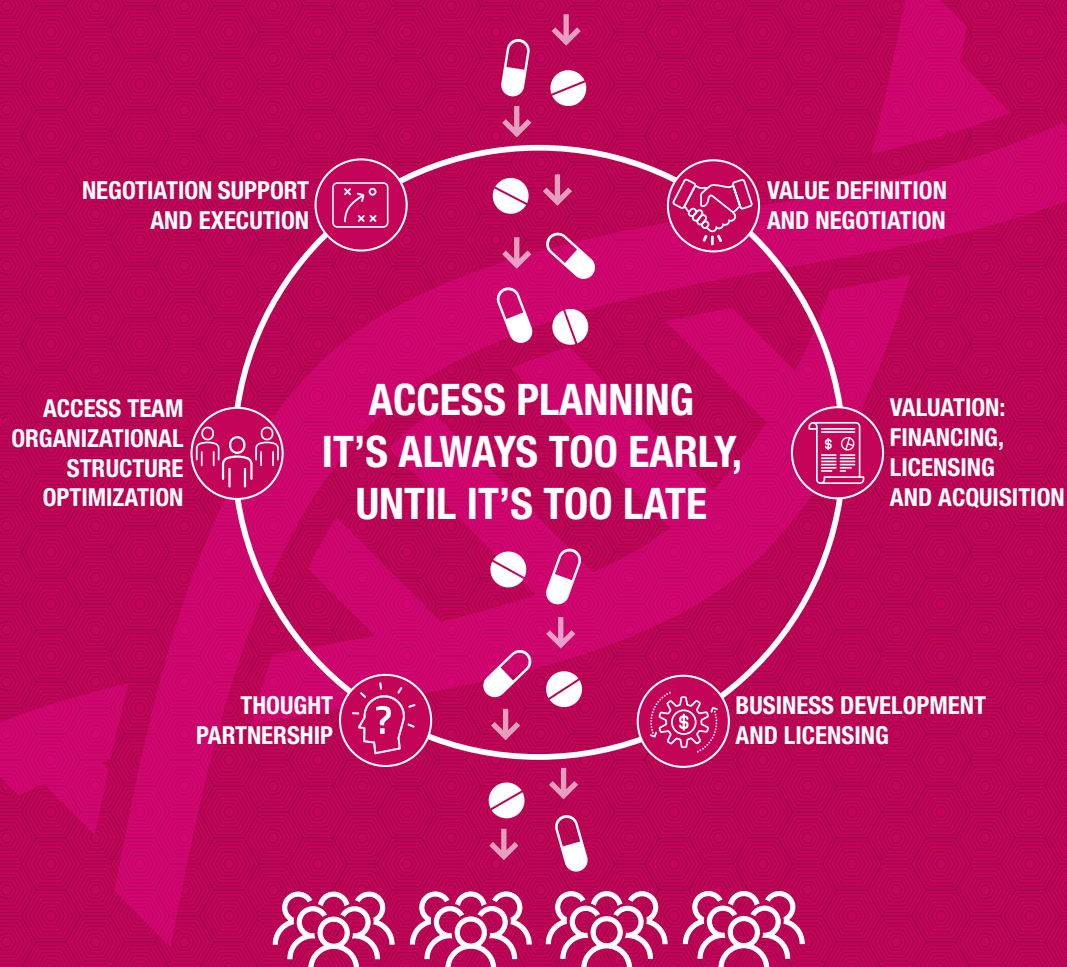 NEGOTIATION SUPPORT
AND EXECUTION
VALUE DEFINITION
AND NEGOTIATION
ACCESS TEAM
ORGANIZATIONAL
STRUCTURE
OPTIMIZATION
ACCESS PLANNING
IT'S ALWAYS TOO EARLY,
UNTIL IT'S TOO LATE
VALUATION:
FINANCING,
LICENSING
AND ACQUISITION
THOUGHT
PARTNERSHIP
?
$
BUSINESS DEVELOPMENT
AND LICENSING